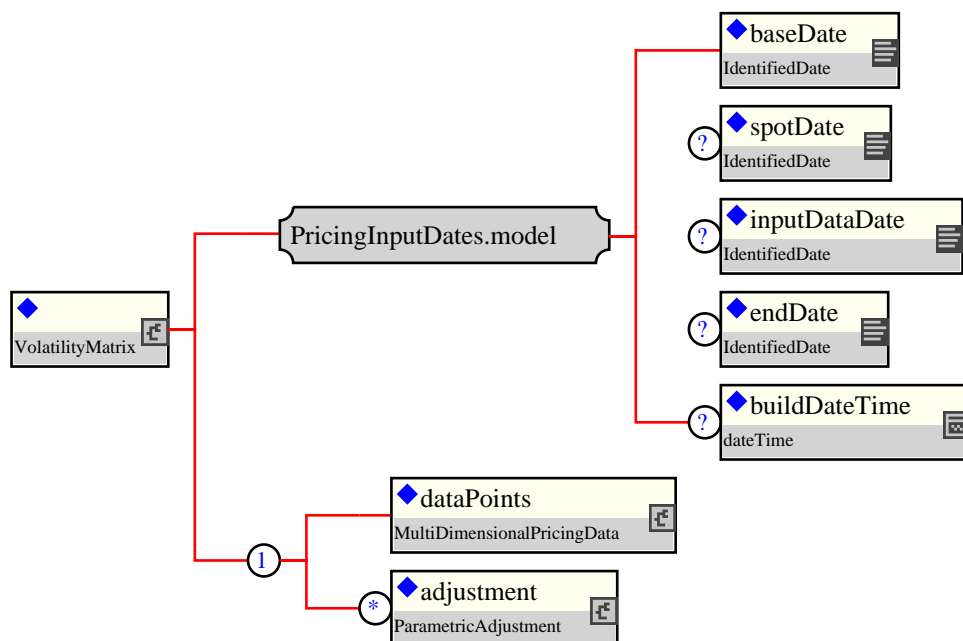 baseDate
IdentifiedDate
spotDate
?
IdentifiedDate
inputDataDate
?
IdentifiedDate
PricingInputDates.model
endDate
?
IdentifiedDate
VolatilityMatrix
buildDateTime
?
dateTime
dataPoints
MultiDimensionalPricingData
1
adjustment
*
ParametricAdjustment